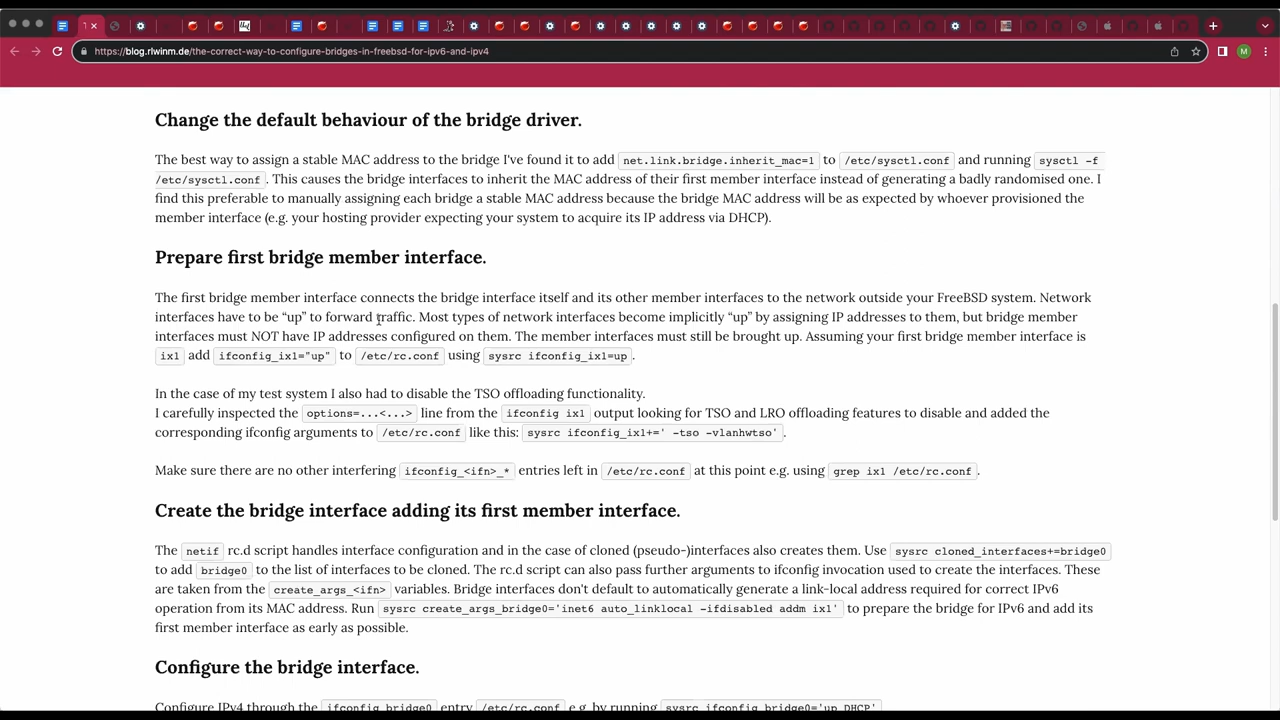 https://blog.rlwinm.de/the-correct-way-to-configure-bridges-in-freebsd-for-ipv6-and-ipv4
M
Change the default behaviour of the bridge driver.
The best way to assign a stable MAC address to the bridge I've found it to add net.link.bridge.inherit_mac=1 to /etc/sysctl.conf and running sysctl -f
/etc/sysctl.conf. This causes the bridge interfaces to inherit the MAC address of their first member interface instead of generating a badly randomised one. I
find this preferable to manually assigning each bridge a stable MAC address because the bridge MAC address will be as expected by whoever provisioned the
member interface (e.g. your hosting provider expecting your system to acquire its IP address via DHCP).
Prepare first bridge member interface.
The first bridge member interface connects the bridge interface itself and its other member interfaces to the network outside your FreeBSD system. Network
interfaces have to be “up” to forward traffic. Most types of network interfaces become implicitly “up” by assigning IP addresses to them, but bridge member
interfaces must NOT have IP addresses configured on them. The member interfaces must still be brought up. Assuming your first bridge member interface is
ix1 add ifconfig_ix1="up" to /etc/rc.conf using sysrc ifconfig_ix1=up.
In the case of my test system I also had to disable the TSO offloading functionality.
I carefully inspected the options=...<...> line from the ifconfig ix1 output looking for TSO and LRO offloading features to disable and added the
corresponding ifconfig arguments to /etc/rc.conf like this: sysrc ifconfig_ix1+=' -tso -vlanhwtso'.
Make sure there are no other interfering ifconfig_<ifn>_* entries left in /etc/rc.conf at this point e.g. using grep ix1 /etc/rc.conf.
Create the bridge interface adding its first member interface.
The netif rc.d script handles interface configuration and in the case of cloned (pseudo-)interfaces also creates them. Use sysrc cloned_interfaces+=bridge0
to add bridge0 to the list of interfaces to be cloned. The rc.d script can also pass further arguments to ifconfig invocation used to create the interfaces. These
are taken from the create_args_<ifn> variables. Bridge interfaces don't default to automatically generate a link-local address required for correct IPv6
operation from its MAC address. Run sysrc create_args_bridge0='inet6 auto_linklocal -ifdisabled addm ix1' to prepare the bridge for IPv6 and add its
first member interface as early as possible.
Configure the bridge interface.
Configure IPv4 through the ifconfig_bridge0 entry /etc/rc.conf e.g. by running sysrc ifconfig_bridge0='up DHCP'